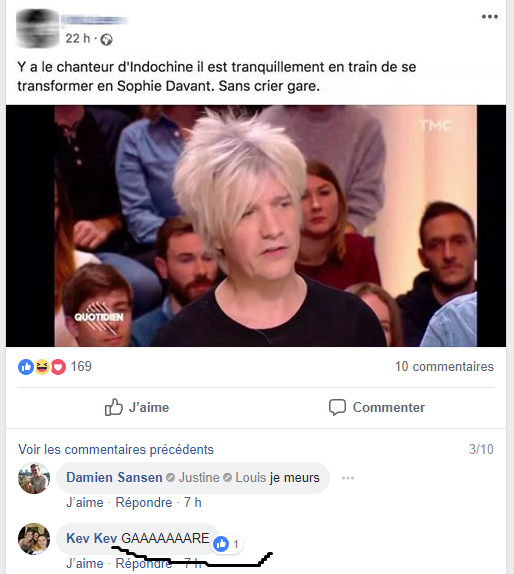 22 h ·
Y a le chanteur d'Indochine il est tranquillement en train de se
transformer en Sophie Davant. Sans crier gare.
TMC
QUOTIDIEN
169
10 commentaires
J'aime
Commenter
Voir les commentaires précédents
3/10
Damien Sansen Justine Louis je meurs
J'aime · Répondre · 7 h
Kev Kev GAAAAAAARE
1
J'aime · Répondre · 7 h